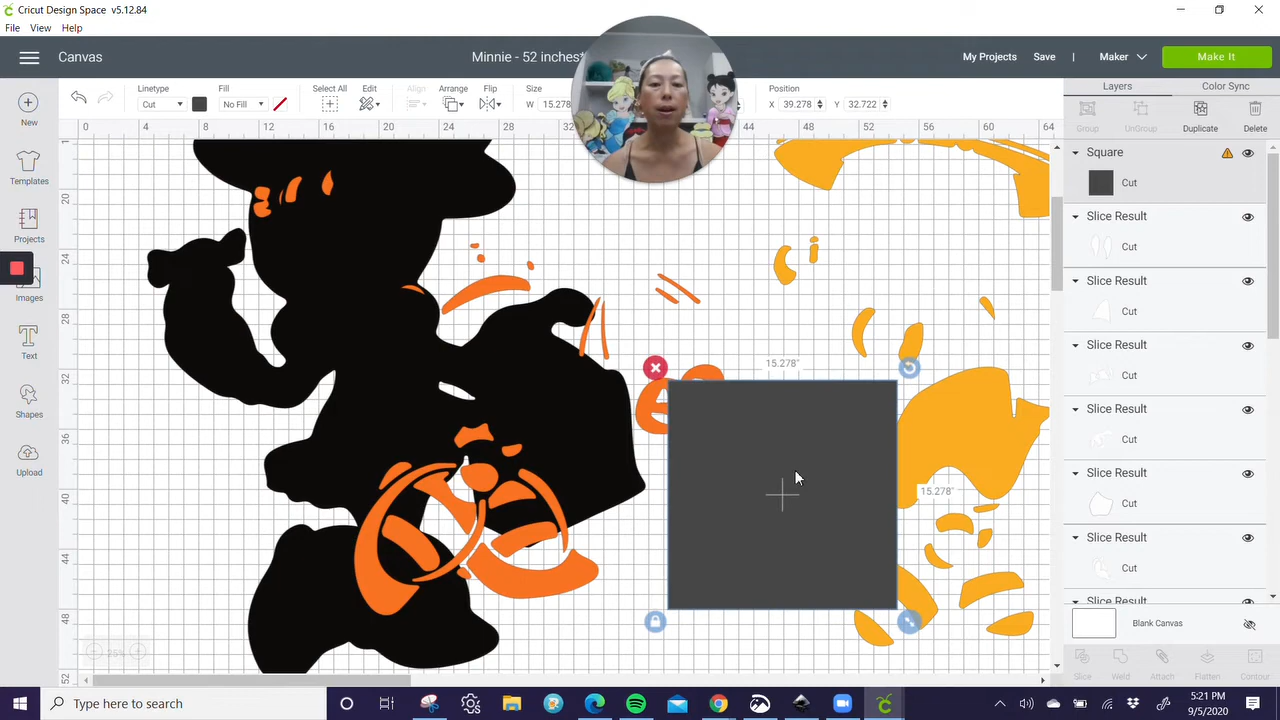 Cricut Design Space v5.12.84
File View Help
Canvas
Minnie - 52 inches*
My Projects Save | Maker Make It
Linetype
Cut
Fill
No Fill
Select All
Edit
Align
Arrange
Flip
Size
W 15.278
Position
X 39.278
Y 32.722
Layers Color Sync
Group UnGroup Duplicate Delete
New
Templates
Projects
Images
Text
Shapes
Upload
0 4 8 12 16 20 24 28 32 44 48 52 56 60 64
20
24
28
32
36
40
44
48
52
15.278"
15.278"
25%
Square
Cut
Slice Result
Cut
Slice Result
Cut
Slice Result
Cut
Slice Result
Cut
Slice Result
Cut
Slice Result
Cut
Slice Result
Blank Canvas
Slice Weld Attach Flatten Contour
Type here to search
5:21 PM
9/5/2020